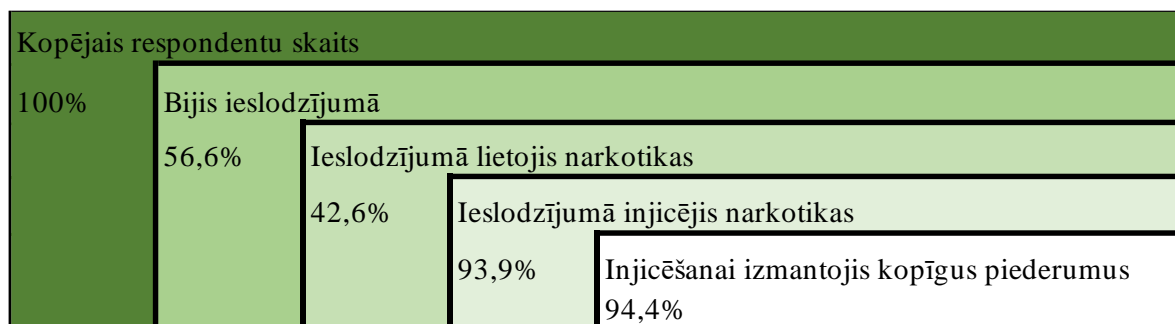 Kopējais respondentu skaits
100%
Bijis ieslodzījumā
56,6%
Ieslodzījumā lietojis narkotikas
42,6%
Ieslodzījumā injicējis narkotikas
93,9%
Injicēšanai izmantojis kopīgus piederumus
94,4%